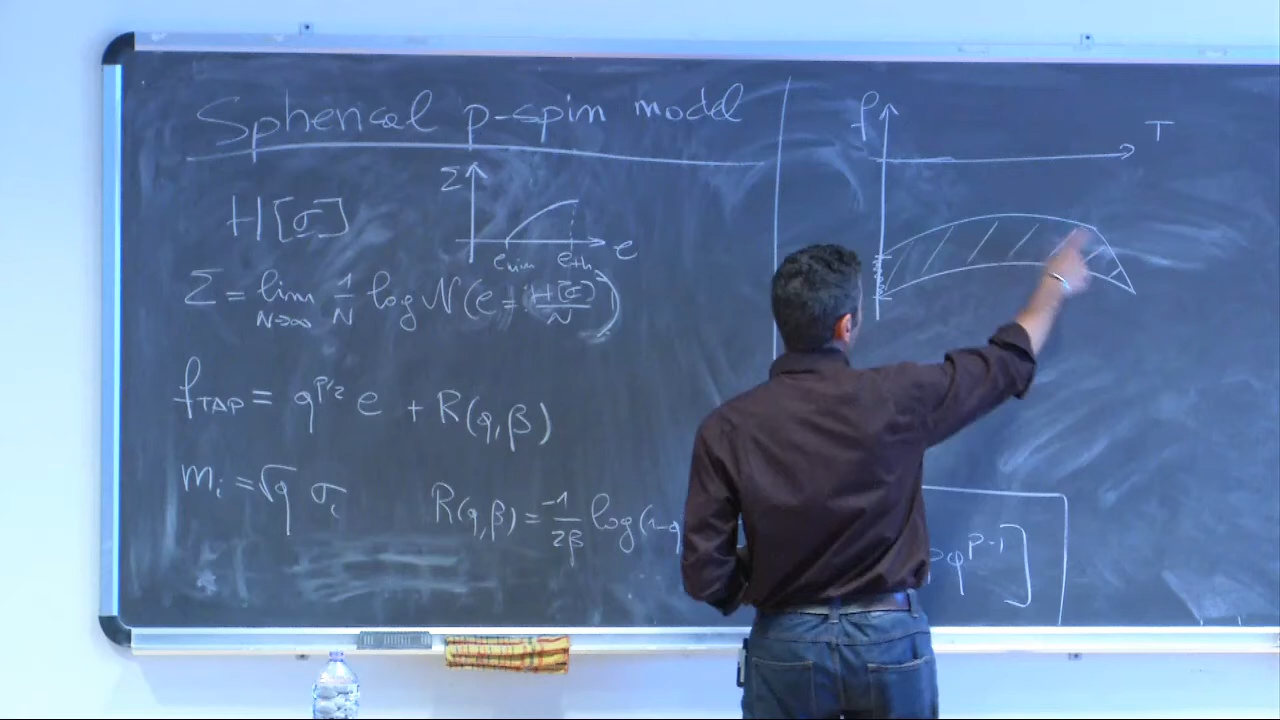 Spherical p-spin model
H[σ]
Σ
e_min e_th e
Σ = lim_{N→∞} 1/N log N(e = H[σ]/N)
f_TAP = q^{p/2} e + R(q,β)
m_i = √q σ_i
R(q,β) = -1/2β log(1-q
f
T
q^{p-1}]